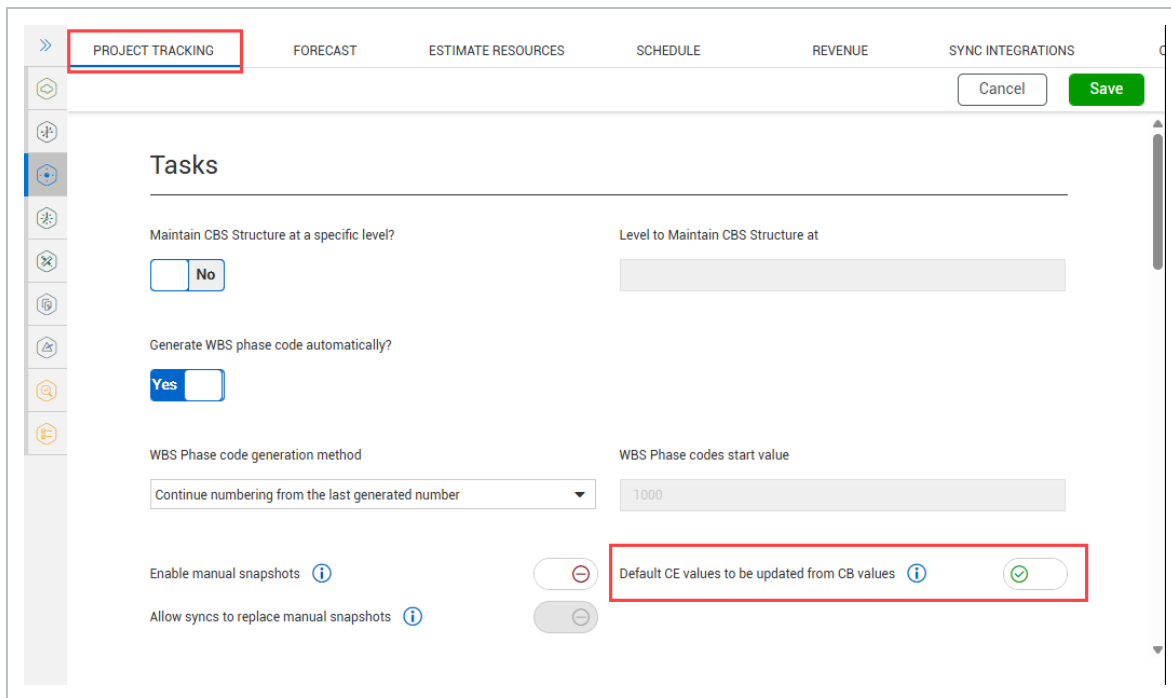 PROJECT TRACKING FORECAST ESTIMATE RESOURCES SCHEDULE REVENUE SYNC INTEGRATIONS
Cancel Save
Tasks
Maintain CBS Structure at a specific level? Level to Maintain CBS Structure at
No
Generate WBS phase code automatically?
Yes
WBS Phase code generation method WBS Phase codes start value
Continue numbering from the last generated number 1000
Enable manual snapshots Default CE values to be updated from CB values
Allow syncs to replace manual snapshots